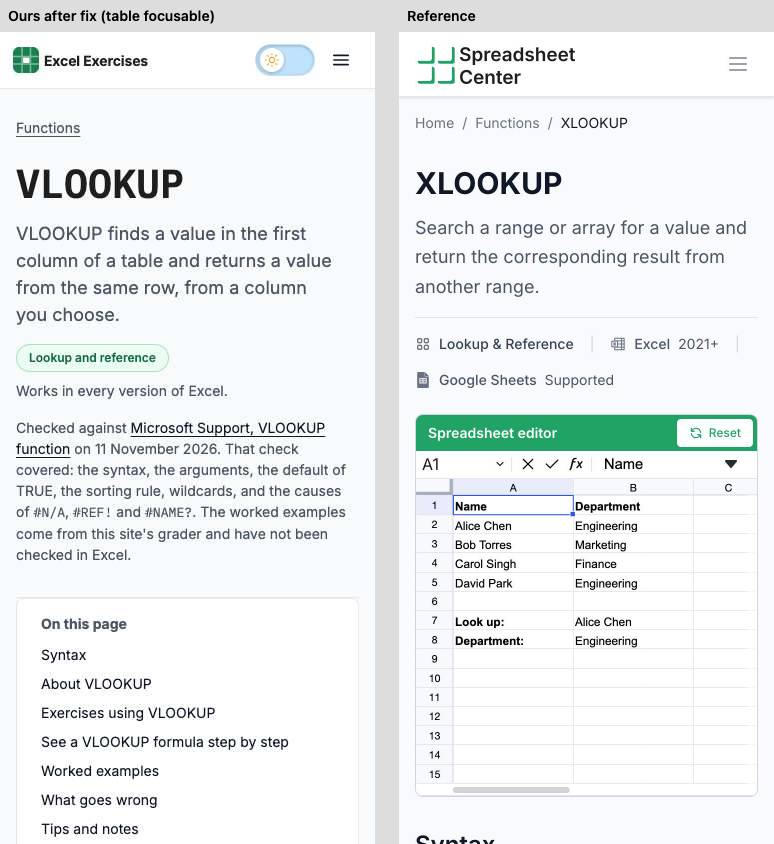 Ours after fix (table focusable)
Excel Exercises
Functions
VLOOKUP
VLOOKUP finds a value in the first
column of a table and returns a value
from the same row, from a column
you choose.
Lookup and reference
Works in every version of Excel.
Checked against Microsoft Support, VLOOKUP
function on 11 November 2026. That check
covered: the syntax, the arguments, the default of
TRUE, the sorting rule, wildcards, and the causes
of #N/A, #REF! and #NAME?. The worked examples
come from this site's grader and have not been
checked in Excel.
On this page
Syntax
About VLOOKUP
Exercises using VLOOKUP
See a VLOOKUP formula step by step
Worked examples
What goes wrong
Tips and notes
Reference
Spreadsheet
Center
Home / Functions / XLOOKUP
XLOOKUP
Search a range or array for a value and
return the corresponding result from
another range.
Lookup & Reference
Excel 2021+
Google Sheets Supported
Spreadsheet editor
Reset
A1 fx Name
A B C
1 Name Department
2 Alice Chen Engineering
3 Bob Torres Marketing
4 Carol Singh Finance
5 David Park Engineering
6
7 Look up: Alice Chen
8 Department: Engineering
9
10
11
12
13
14
15
Syntax